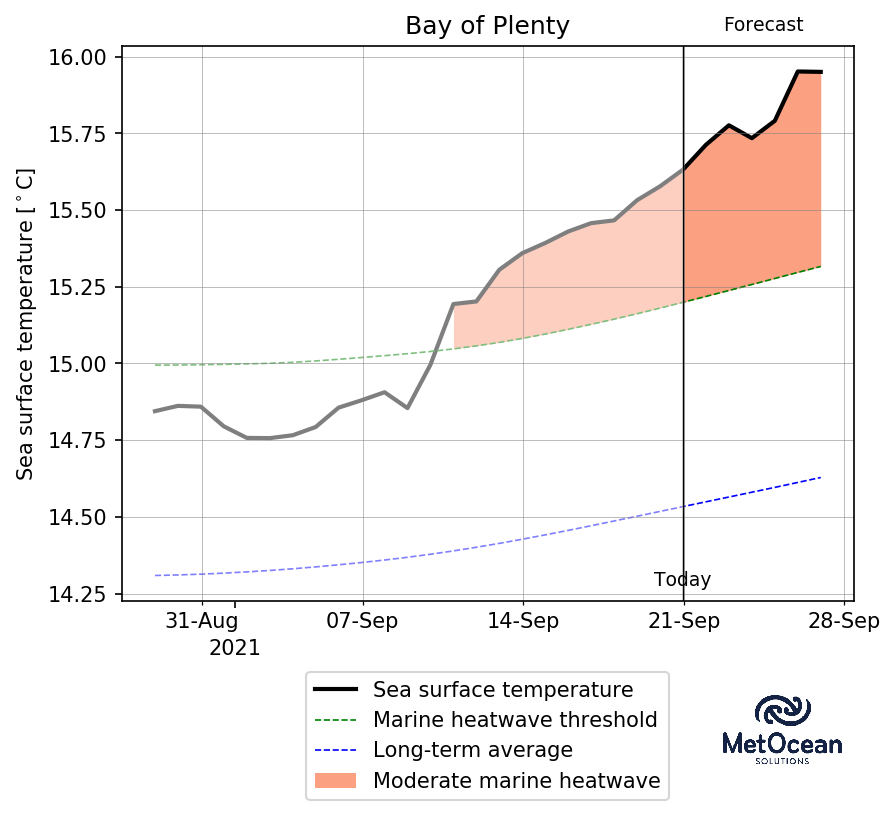 Bay of Plenty
Forecast
Sea surface temperature [°C]
16.00
15.75
15.50
15.25
15.00
14.75
14.50
14.25
Today
31-Aug
07-Sep
14-Sep
21-Sep
28-Sep
2021
Sea surface temperature
Marine heatwave threshold
Long-term average
Moderate marine heatwave
MetOcean
SOLUTIONS